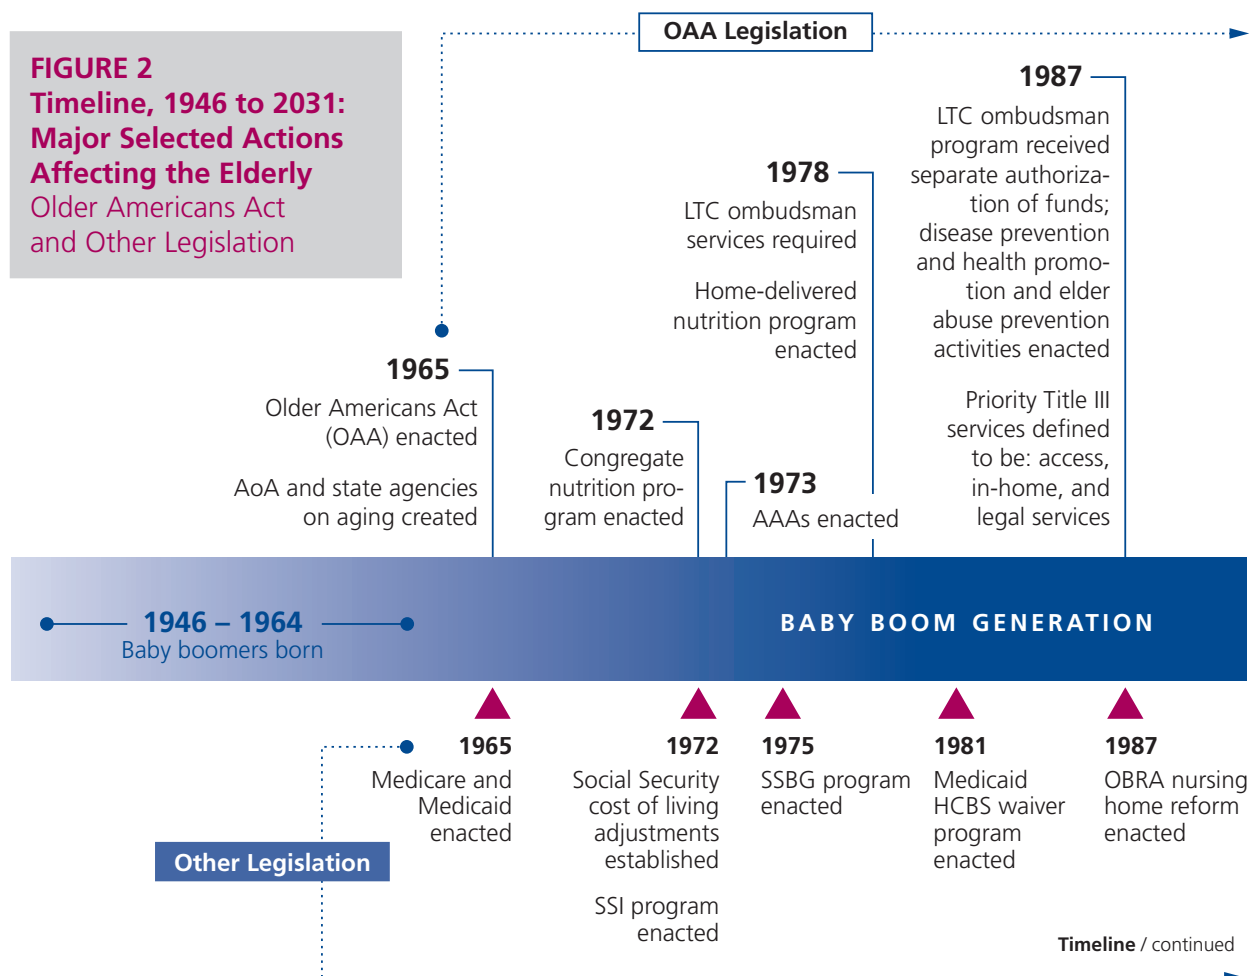 OAA Legislation
FIGURE 2
Timeline, 1946 to 2031:
Major Selected Actions
Affecting the Elderly
Older Americans Act
and Other Legislation
1965
Older Americans Act
(OAA) enacted
AoA and state agencies
on aging created
1972
Congregate
nutrition pro-
gram enacted
1973
AAAs enacted
1978
LTC ombudsman
services required
Home-delivered
nutrition program
enacted
1987
LTC ombudsman
program received
separate authoriza-
tion of funds;
disease prevention
and health promo-
tion and elder
abuse prevention
activities enacted
Priority Title III
services defined
to be: access,
in-home, and
legal services
1946 – 1964
Baby boomers born
BABY BOOM GENERATION
1965
Medicare and
Medicaid
enacted
1972
Social Security
cost of living
adjustments
established
SSI program
enacted
1975
SSBG program
enacted
1981
Medicaid
HCBS waiver
program
enacted
1987
OBRA nursing
home reform
enacted
Other Legislation
Timeline / continued